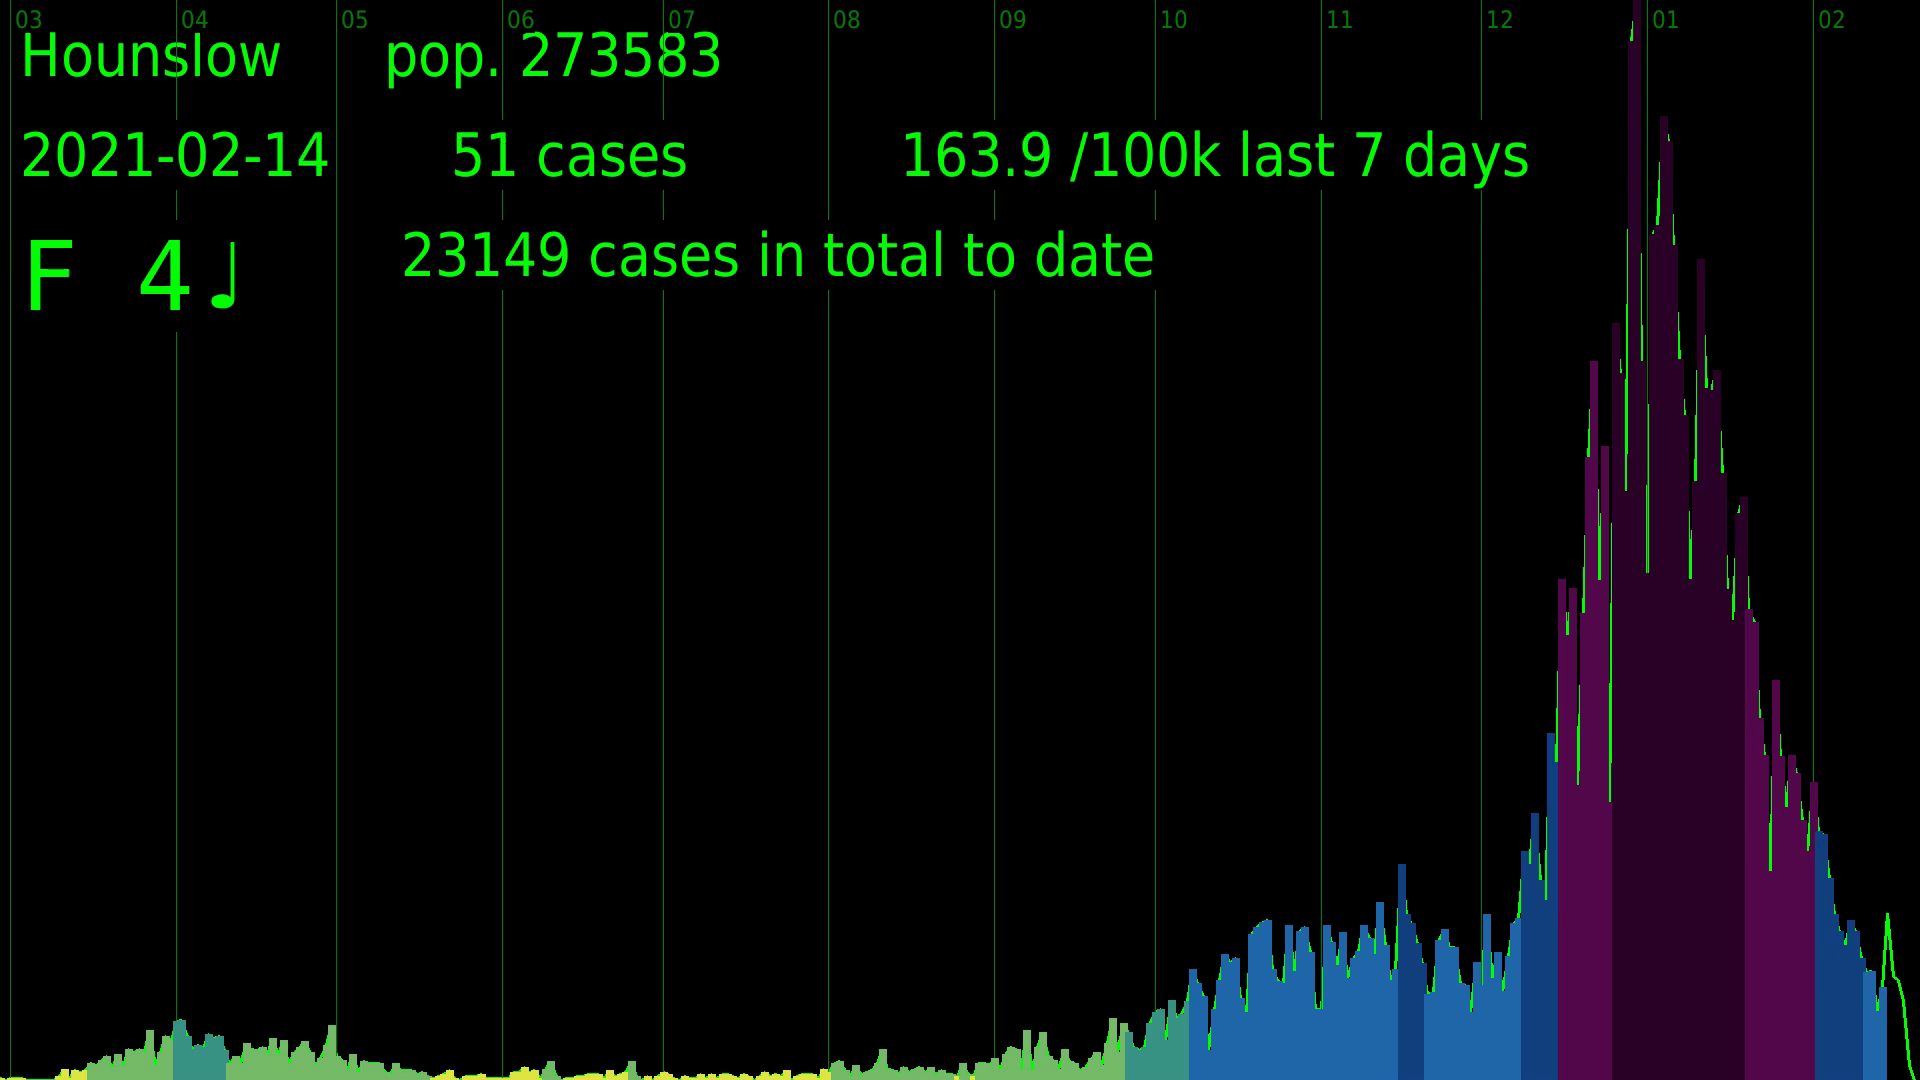 03 04 05 06 07 08 09 10 11 12 01 02
Hounslow pop. 273583
2021-02-14 51 cases 163.9 /100k last 7 days
F 4♩ 23149 cases in total to date